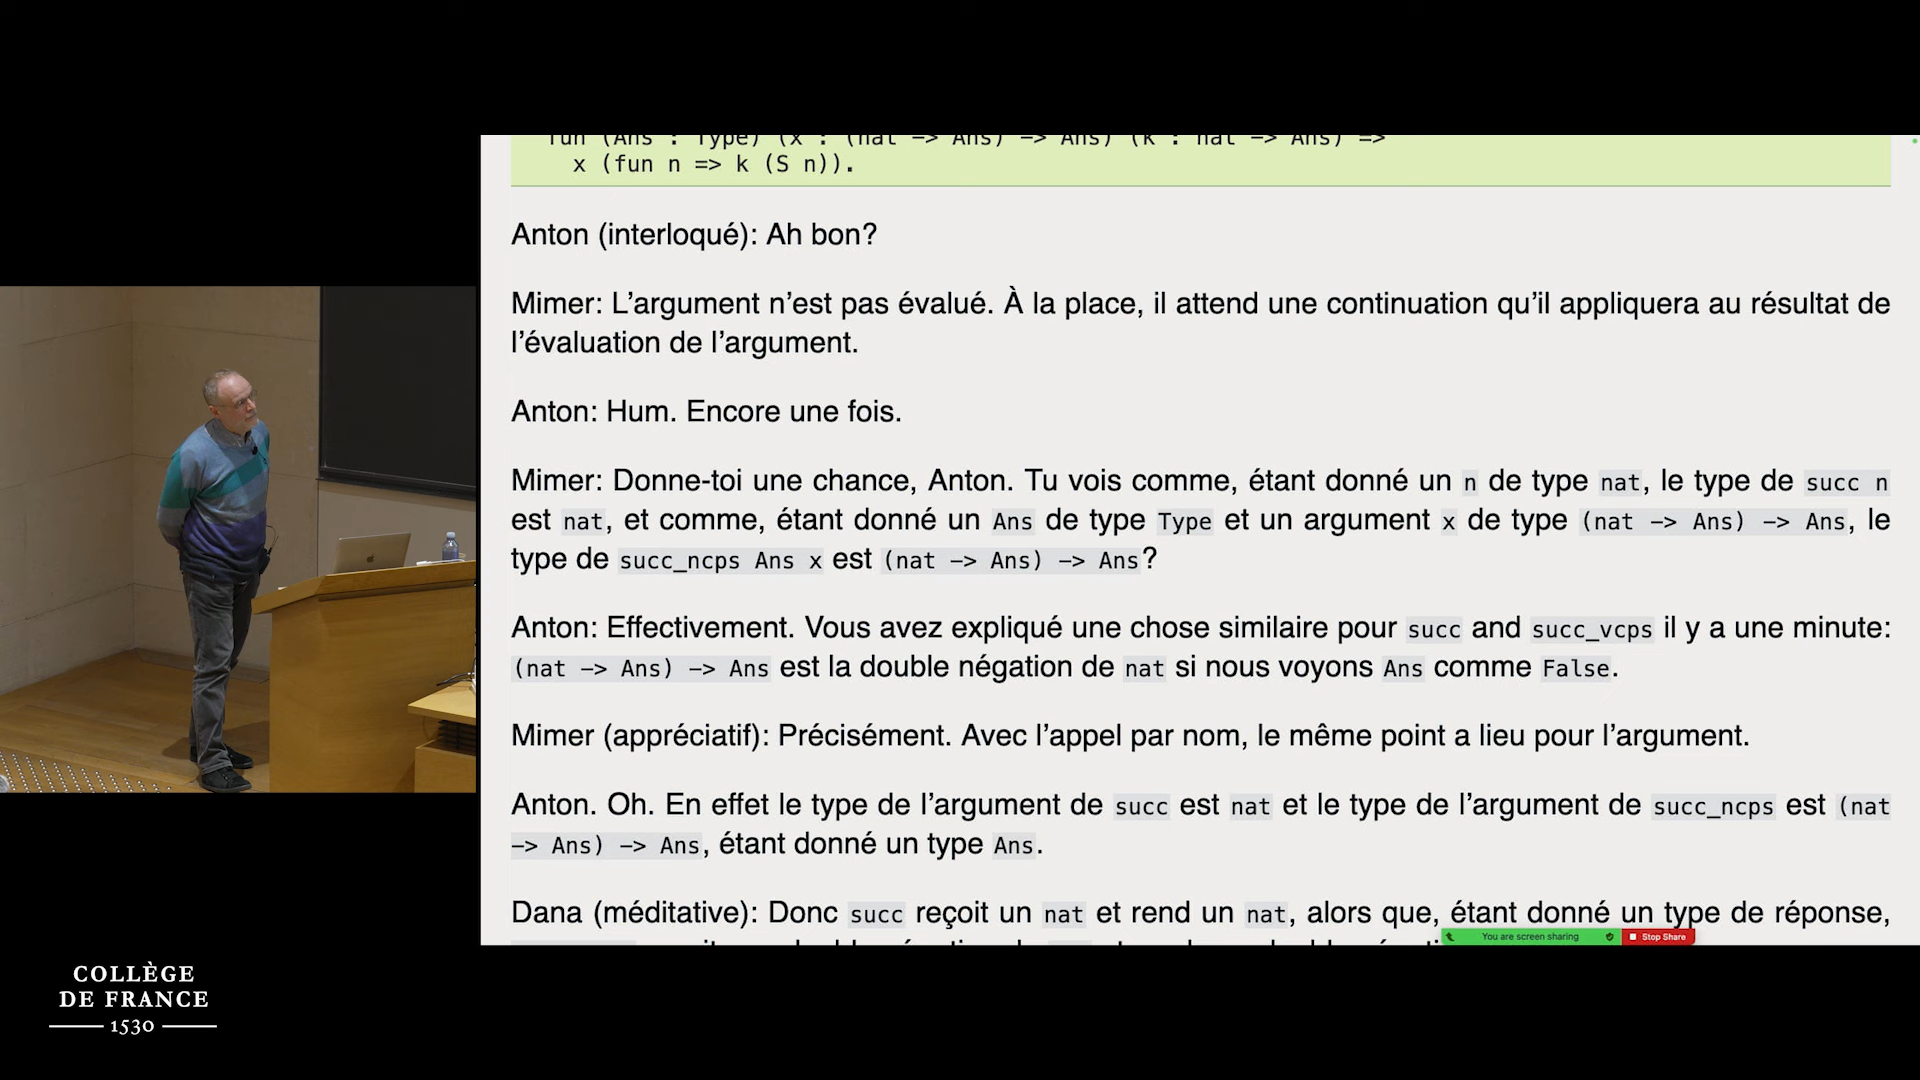 fun (Ans : Type) (x : (nat -> Ans) -> Ans) (k : nat -> Ans) =>
x (fun n => k (S n)).
Anton (interloqué): Ah bon?
Mimer: L’argument n’est pas évalué. À la place, il attend une continuation qu’il appliquera au résultat de
l’évaluation de l’argument.
Anton: Hum. Encore une fois.
Mimer: Donne-toi une chance, Anton. Tu vois comme, étant donné un n de type nat, le type de succ n
est nat, et comme, étant donné un Ans de type Type et un argument x de type (nat -> Ans) -> Ans, le
type de succ_ncps Ans x est (nat -> Ans) -> Ans?
Anton: Effectivement. Vous avez expliqué une chose similaire pour succ and succ_vcps il y a une minute:
(nat -> Ans) -> Ans est la double négation de nat si nous voyons Ans comme False.
Mimer (appréciatif): Précisément. Avec l’appel par nom, le même point a lieu pour l’argument.
Anton. Oh. En effet le type de l’argument de succ est nat et le type de l’argument de succ_ncps est (nat
-> Ans) -> Ans, étant donné un type Ans.
Dana (méditative): Donc succ reçoit un nat et rend un nat, alors que, étant donné un type de réponse,
You are screen sharing
Stop Share
COLLÈGE
DE FRANCE
1530